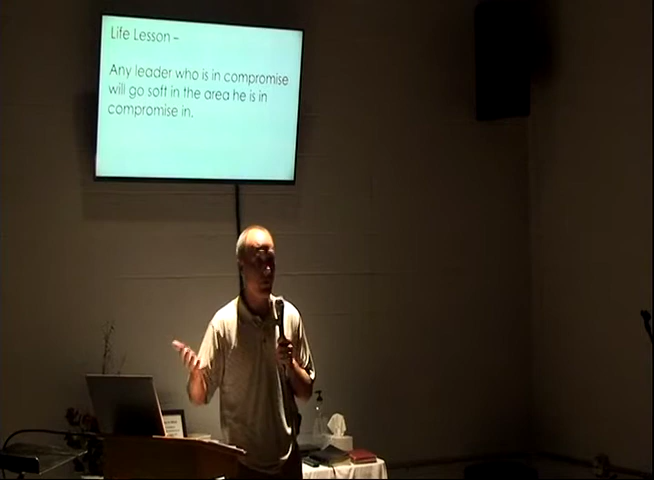 Life Lesson –
Any leader who is in compromise
will go soft in the area he is in
compromise in.